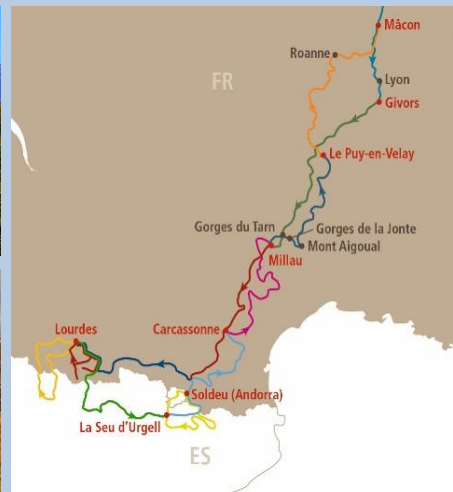 Mâcon
Roanne
FR
Lyon
Givors
Le Puy-en-Velay
Gorges du Tarn
Gorges de la Jonte
Mont Aigoual
Millau
Lourdes
Carcassonne
Soldeu (Andorra)
La Seu d'Urgell
ES